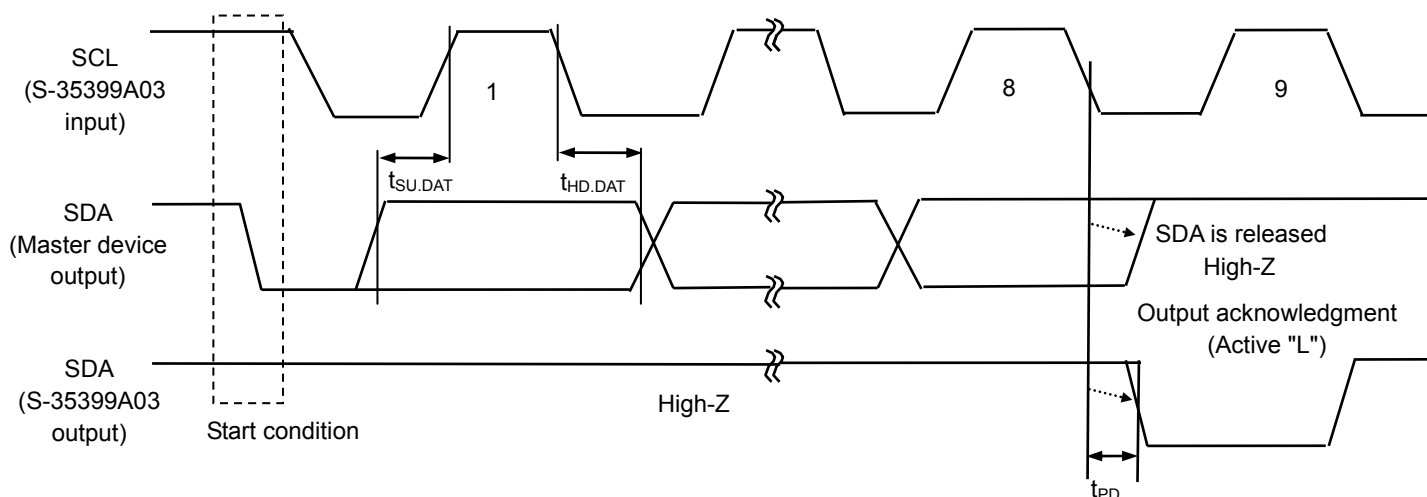 SCL
(S-35399A03
input)
1
8
9
tSU.DAT
tHD.DAT
SDA
(Master device
output)
SDA is released
High-Z
Output acknowledgment
(Active "L")
SDA
(S-35399A03
output)
High-Z
Start condition
tPD